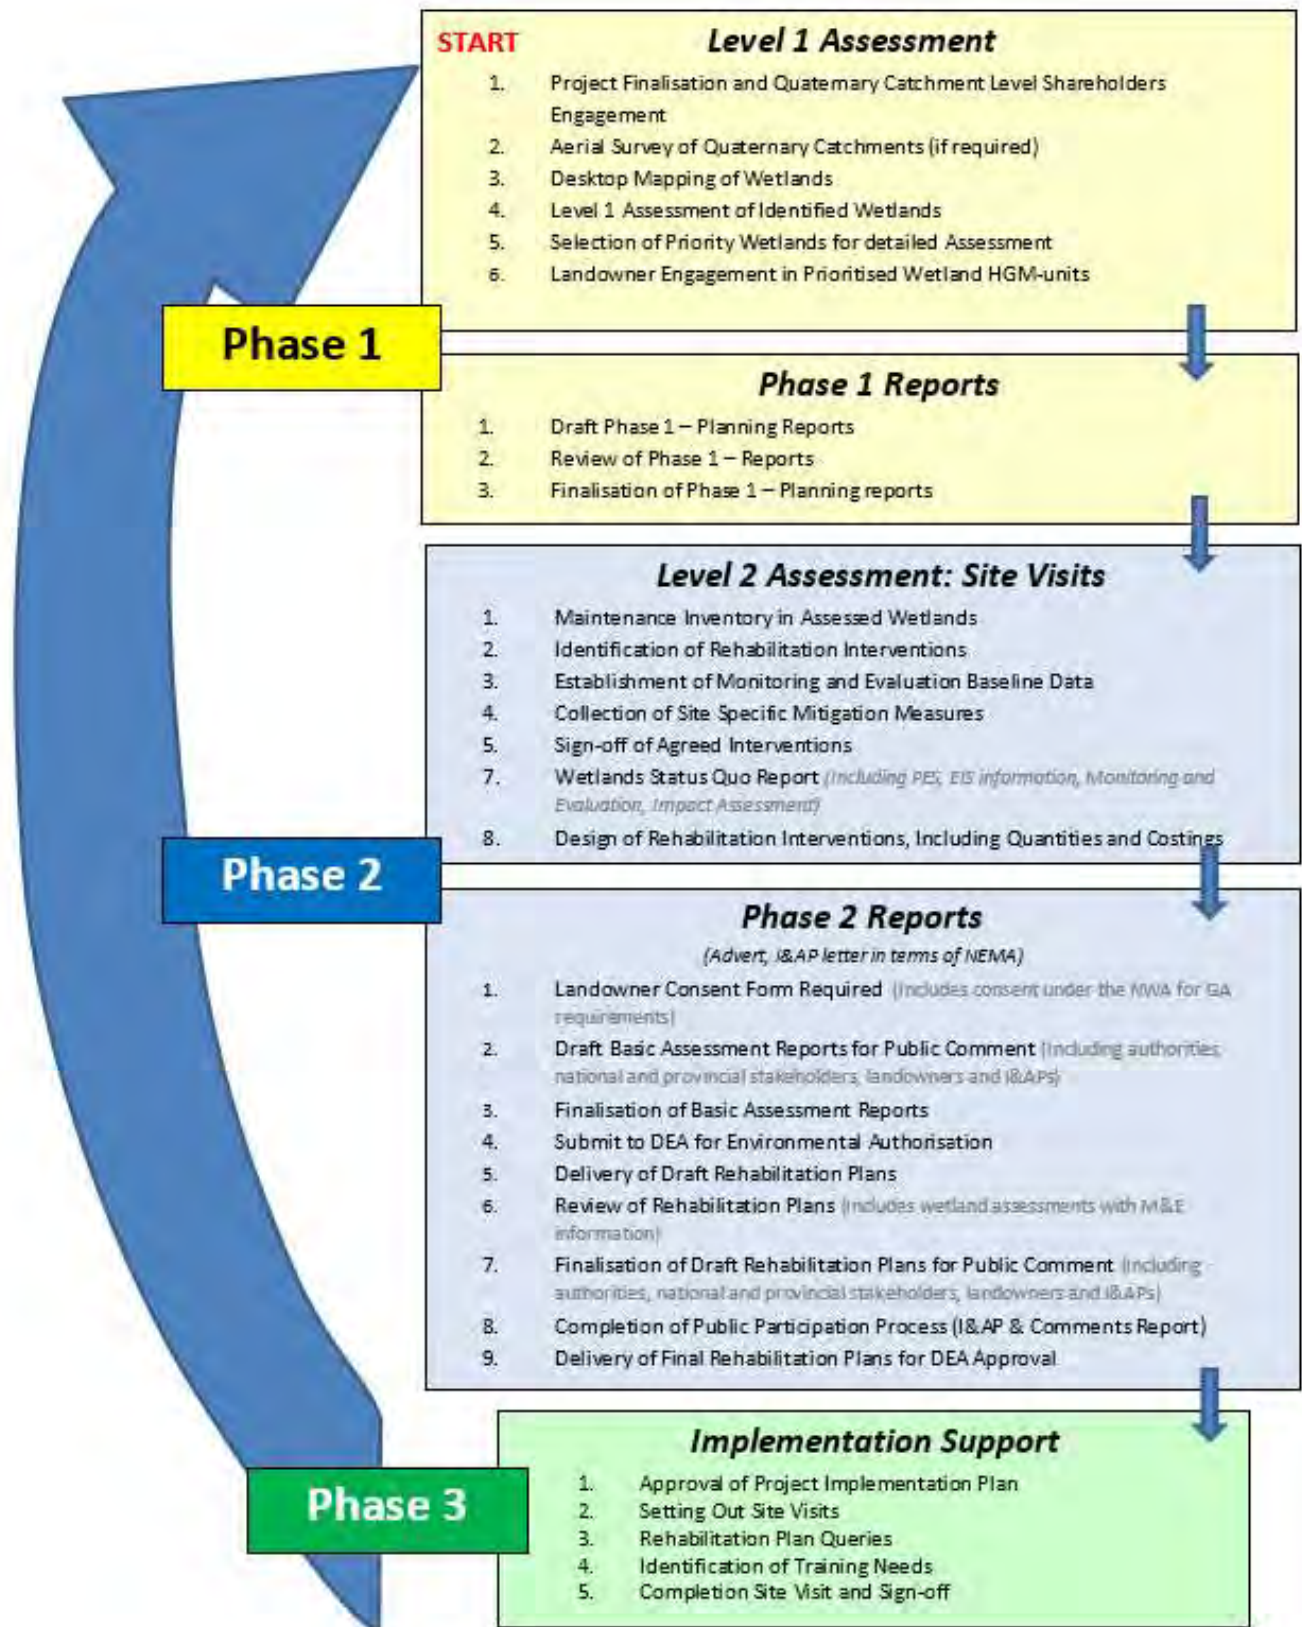 START
Level 1 Assessment
1. Project Finalisation and Quaternary Catchment Level Shareholders
Engagement
2. Aerial Survey of Quaternary Catchments (if required)
3. Desktop Mapping of Wetlands
4. Level 1 Assessment of Identified Wetlands
5. Selection of Priority Wetlands for detailed Assessment
6. Landowner Engagement in Prioritised Wetland HGM-units
Phase 1
Phase 1 Reports
1. Draft Phase 1 – Planning Reports
2. Review of Phase 1 – Reports
3. Finalisation of Phase 1 – Planning reports
Level 2 Assessment: Site Visits
1. Maintenance Inventory in Assessed Wetlands
2. Identification of Rehabilitation Interventions
3. Establishment of Monitoring and Evaluation Baseline Data
4. Collection of Site Specific Mitigation Measures
5. Sign-off of Agreed Interventions
7. Wetlands Status Quo Report (Including PES, EIS information, Monitoring and
Evaluation, Impact Assessment)
8. Design of Rehabilitation Interventions, Including Quantities and Costings
Phase 2
Phase 2 Reports
(Advert, I&AP letter in terms of NEMA)
1. Landowner Consent Form Required (Includes consent under the NWA for GA
requirements)
2. Draft Basic Assessment Reports for Public Comment (Including authorities,
national and provincial stakeholders, landowners and I&APs)
3. Finalisation of Basic Assessment Reports
4. Submit to DEA for Environmental Authorisation
5. Delivery of Draft Rehabilitation Plans
6. Review of Rehabilitation Plans (Includes wetland assessments with M&E
information)
7. Finalisation of Draft Rehabilitation Plans for Public Comment (Including
authorities, national and provincial stakeholders, landowners and I&APs)
8. Completion of Public Participation Process (I&AP & Comments Report)
9. Delivery of Final Rehabilitation Plans for DEA Approval
Phase 3
Implementation Support
1. Approval of Project Implementation Plan
2. Setting Out Site Visits
3. Rehabilitation Plan Queries
4. Identification of Training Needs
5. Completion Site Visit and Sign-off